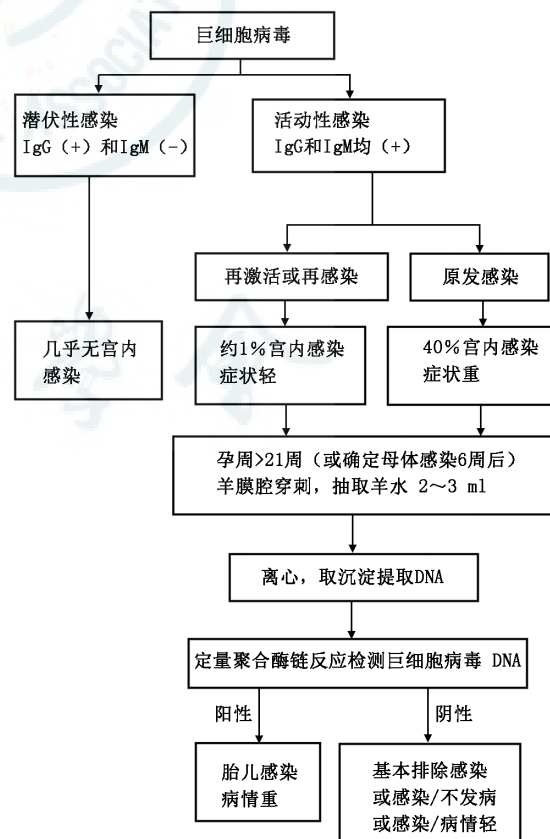 巨细胞病毒
潜伏性感染
IgG（+）和IgM（-）
活动性感染
IgG和IgM均（+）
再激活或再感染
原发感染
几乎无宫内
感染
约1%宫内感染
症状轻
40%宫内感染
症状重
孕周>21周（或确定母体感染6周后）
羊膜腔穿刺，抽取羊水 2～3 ml
离心，取沉淀提取DNA
定量聚合酶链反应检测巨细胞病毒 DNA
阳性
阴性
胎儿感染
病情重
基本排除感染
或感染/不发病
或感染/病情轻